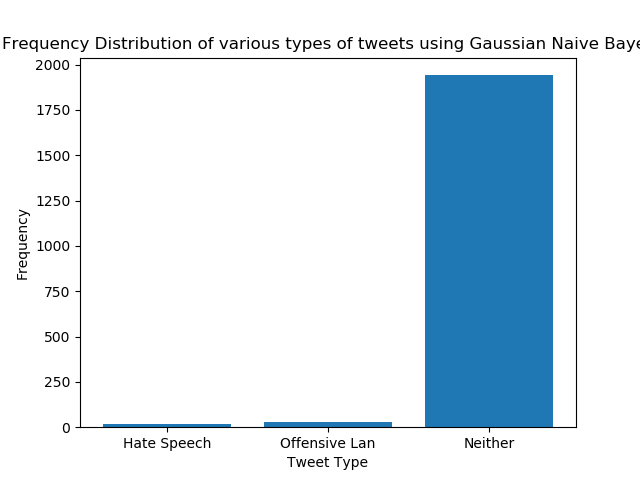 Frequency Distribution of various types of tweets using Gaussian Naive Baye
2000
1750
1500
1250
1000
750
500
250
0
Frequency
Hate Speech Offensive Lan Neither
Tweet Type